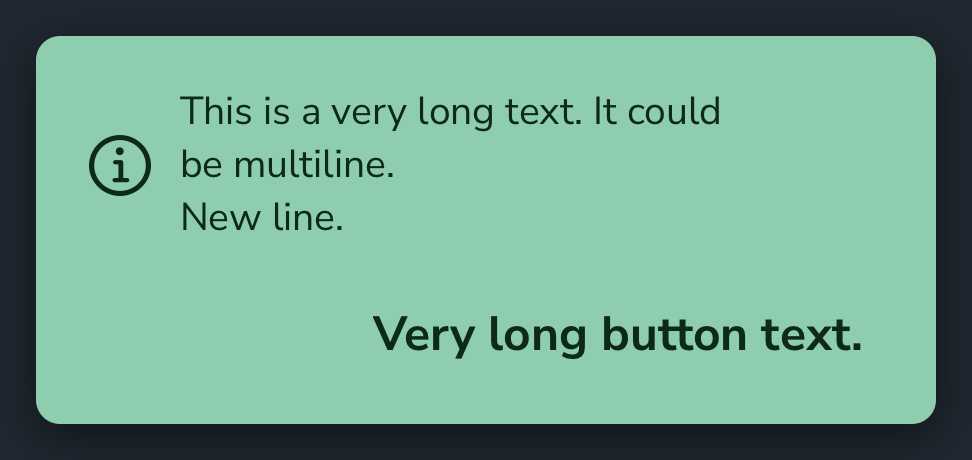 This is a very long text. It could
be multiline.
New line.
Very long button text.